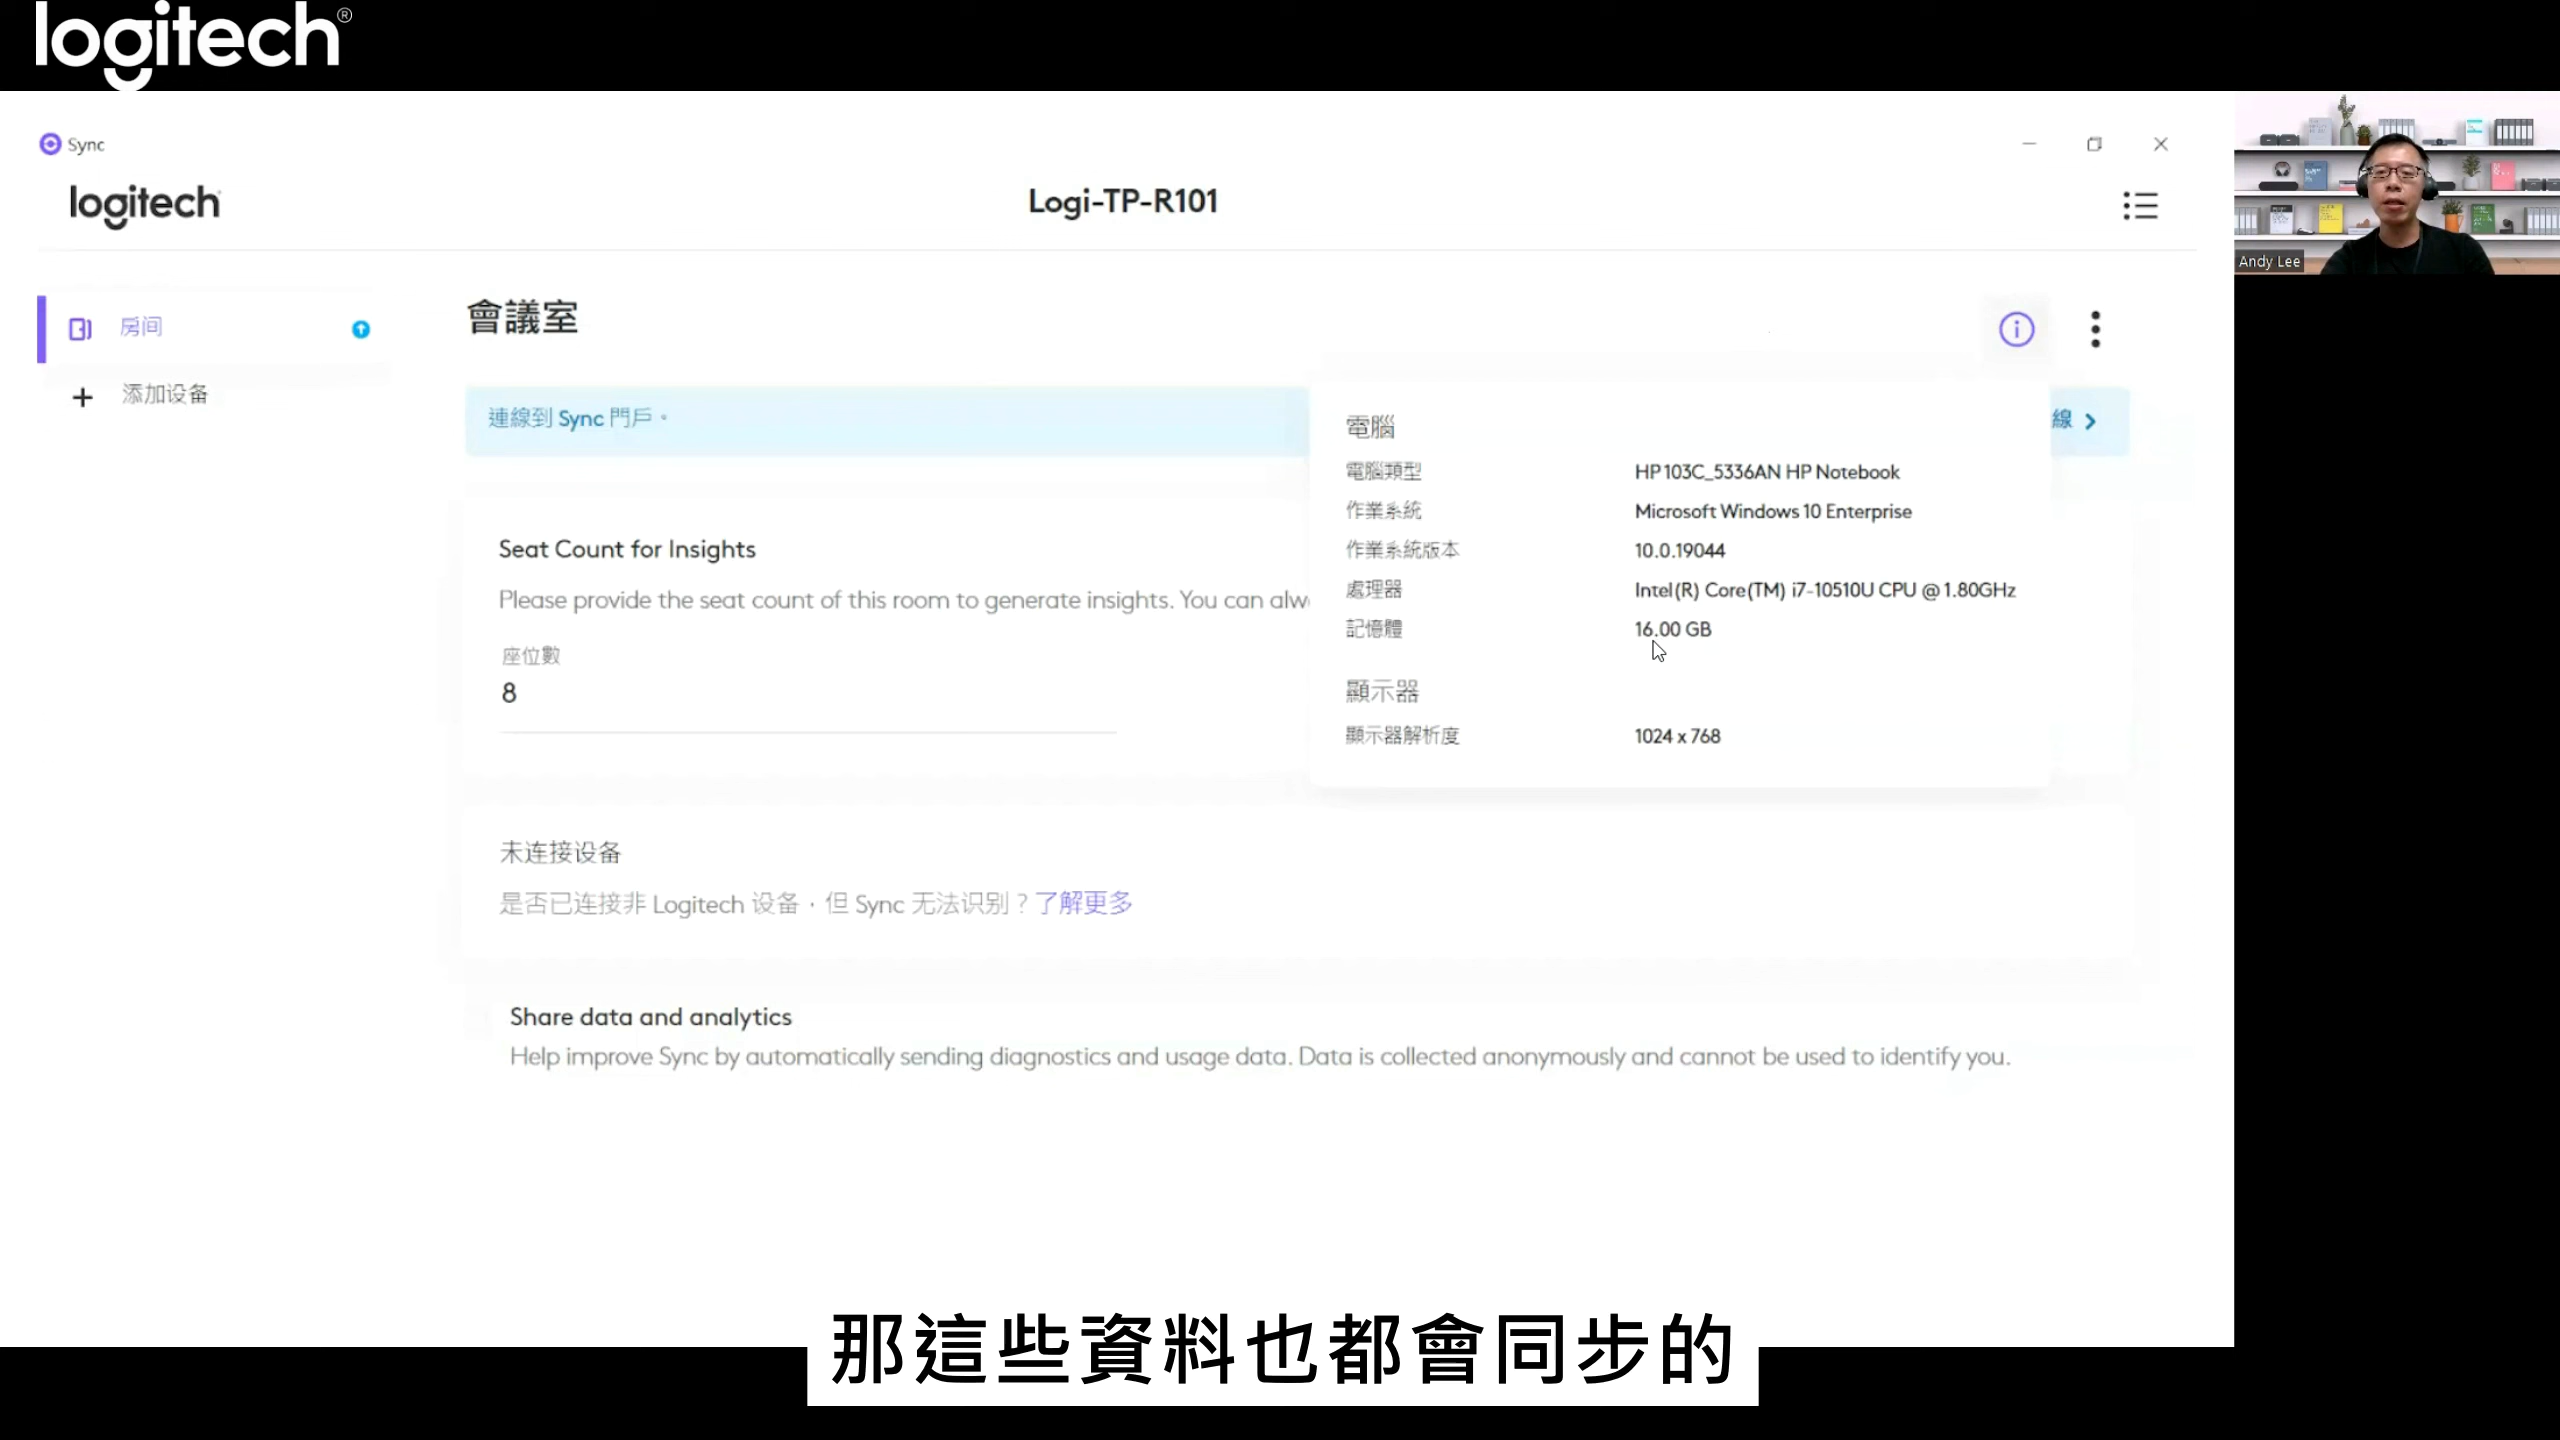 logitech®
Sync
logitech
Logi-TP-R101
Andy Lee
房间
添加设备
會議室
連線到 Sync 門戶。
線
Seat Count for Insights
Please provide the seat count of this room to generate insights. You can alw
座位數
8
電腦
電腦類型 HP 103C_5336AN HP Notebook
作業系統 Microsoft Windows 10 Enterprise
作業系統版本 10.0.19044
處理器 Intel(R) Core(TM) i7-10510U CPU @ 1.80GHz
記憶體 16.00 GB
顯示器
顯示器解析度 1024 x 768
未连接设备
是否已连接非 Logitech 设备，但 Sync 无法识别？了解更多
Share data and analytics
Help improve Sync by automatically sending diagnostics and usage data. Data is collected anonymously and cannot be used to identify you.
那這些資料也都會同步的